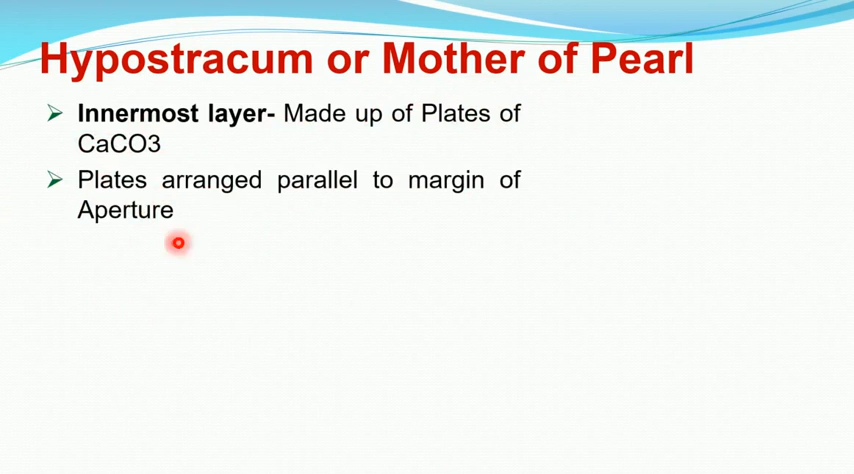 Hypostracum or Mother of Pearl
Innermost layer- Made up of Plates of
CaCO3
Plates arranged parallel to margin of
Aperture